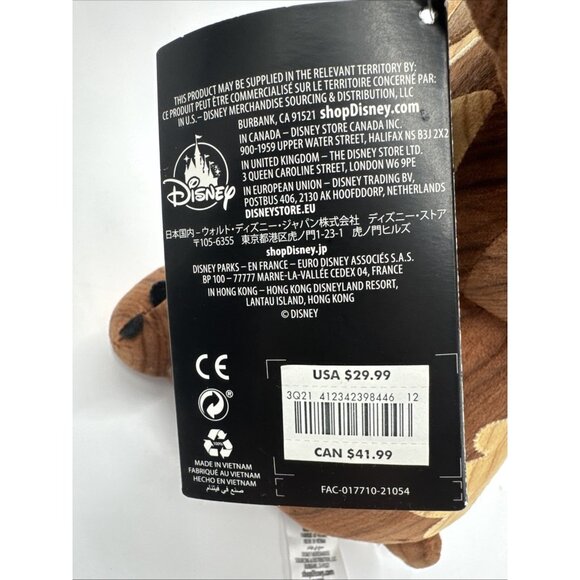 THIS PRODUCT MAY BE SUPPLIED IN THE RELEVANT TERRITORY BY:
CE PRODUIT PEUT ÊTRE COMMERCIALISÉ SUR LE TERRITOIRE CONCERNÉ PAR:
IN U.S. – DISNEY MERCHANDISE SOURCING & DISTRIBUTION, LLC
BURBANK, CA 91521 shopDisney.com
IN CANADA – DISNEY STORE CANADA INC.
900-1959 UPPER WATER STREET, HALIFAX NS B3J 2X2
IN UNITED KINGDOM – THE DISNEY STORE LTD.
3 QUEEN CAROLINE STREET, LONDON W6 9PE
IN EUROPEAN UNION – DISNEY TRADING BV,
POSTBUS 406, 2130 AK HOOFDDORP, NETHERLANDS
DISNEYSTORE.EU
DISNEY
日本国内–ウォルト・ディズニー・ジャパン株式会社 ディズニー・ストア
〒105-6355 東京都港区虎ノ門1-23-1 虎ノ門ヒルズ
shopDisney.jp
DISNEY PARKS – EN FRANCE – EURO DISNEY ASSOCIÉS S.A.S.
BP 100 – 77777 MARNE-LA-VALLÉE CEDEX 04, FRANCE
IN HONG KONG – HONG KONG DISNEYLAND RESORT,
LANTAU ISLAND, HONG KONG
© DISNEY
CE
100%
MADE IN VIETNAM
FABRIQUÉ AU VIETNAM
HECHO EN VIETNAM
صنع في فيتنام
USA $29.99
3Q21 412342398446 12
CAN $41.99
FAC-017710-21054
shopDisney.com